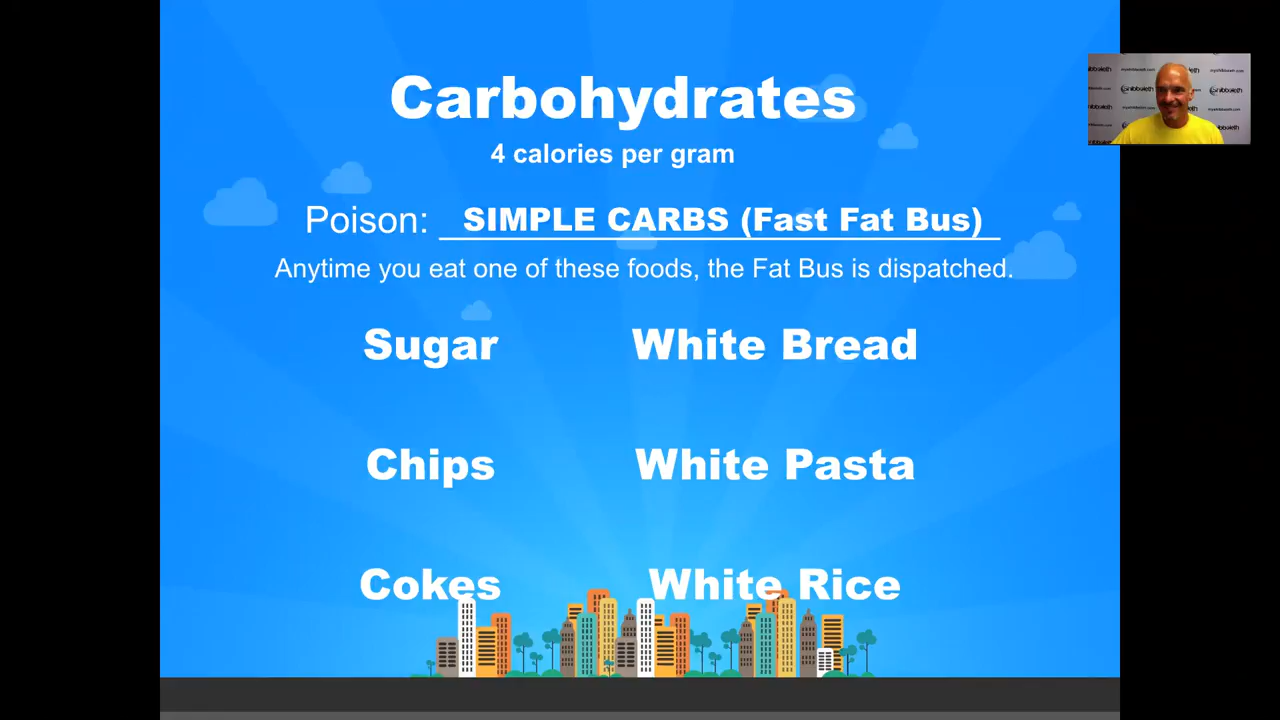 Carbohydrates
4 calories per gram
Poison: SIMPLE CARBS (Fast Fat Bus)
Anytime you eat one of these foods, the Fat Bus is dispatched.
Sugar White Bread
Chips White Pasta
Cokes White Rice